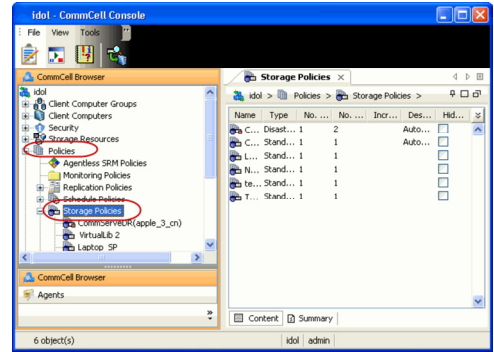 idol - CommCell Console
File View Tools
CommCell Browser
idol
Client Computer Groups
Client Computers
Security
Storage Resources
Policies
Agentless SRM Policies
Monitoring Policies
Replication Policies
Schedule Policies
Storage Policies
CommServeDR(apple_3_cn)
VirtualLib 2
Laptop SP
CommCell Browser
Agents
Storage Policies
idol > Policies > Storage Policies >
Name Type No. ... No. ... Incr... Des... Hid...
C... Disast... 1 2 Auto...
C... Stand... 1 1 Auto...
L... Stand... 1 1
N... Stand... 1 1
te... Stand... 1 1
T... Stand... 1 1
Content Summary
6 object(s) idol admin